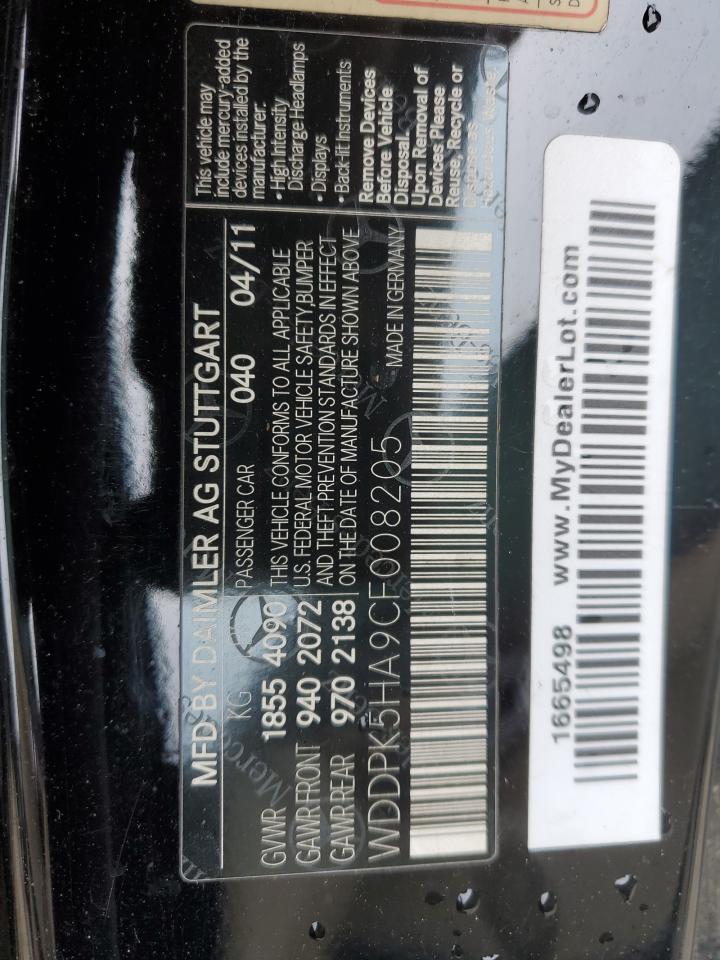 MFD BY DAIMLER AG STUTTGART
KG PASSENGER CAR 040 04/11
GVWR 1855 4090
GAWR FRONT 940 2072
GAWR REAR 970 2138
THIS VEHICLE CONFORMS TO ALL APPLICABLE
U.S. FEDERAL MOTOR VEHICLE SAFETY,BUMPER
AND THEFT PREVENTION STANDARDS IN EFFECT
ON THE DATE OF MANUFACTURE SHOWN ABOVE
WDDPK5HA9CF008205 MADE IN GERMANY
This vehicle may
include mercury-added
devices installed by the
manufacturer:
• High Intensity
Discharge Headlamps
• Displays
• Back-lit Instruments
Remove Devices
Before Vehicle
Disposal.
Upon Removal of
Devices Please
Reuse, Recycle or
Dispose as
Hazardous Waste
1665498 www.MyDealerLot.com